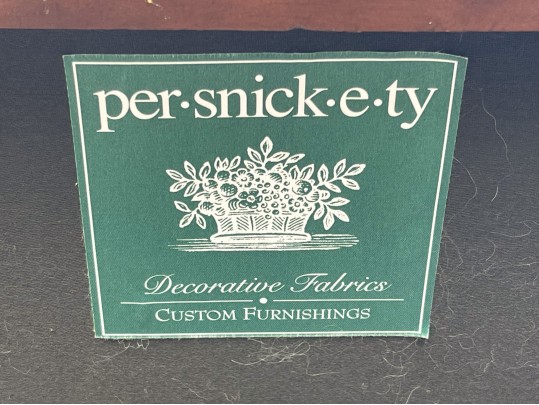 per·snick·e·ty
Decorative Fabrics
CUSTOM FURNISHINGS